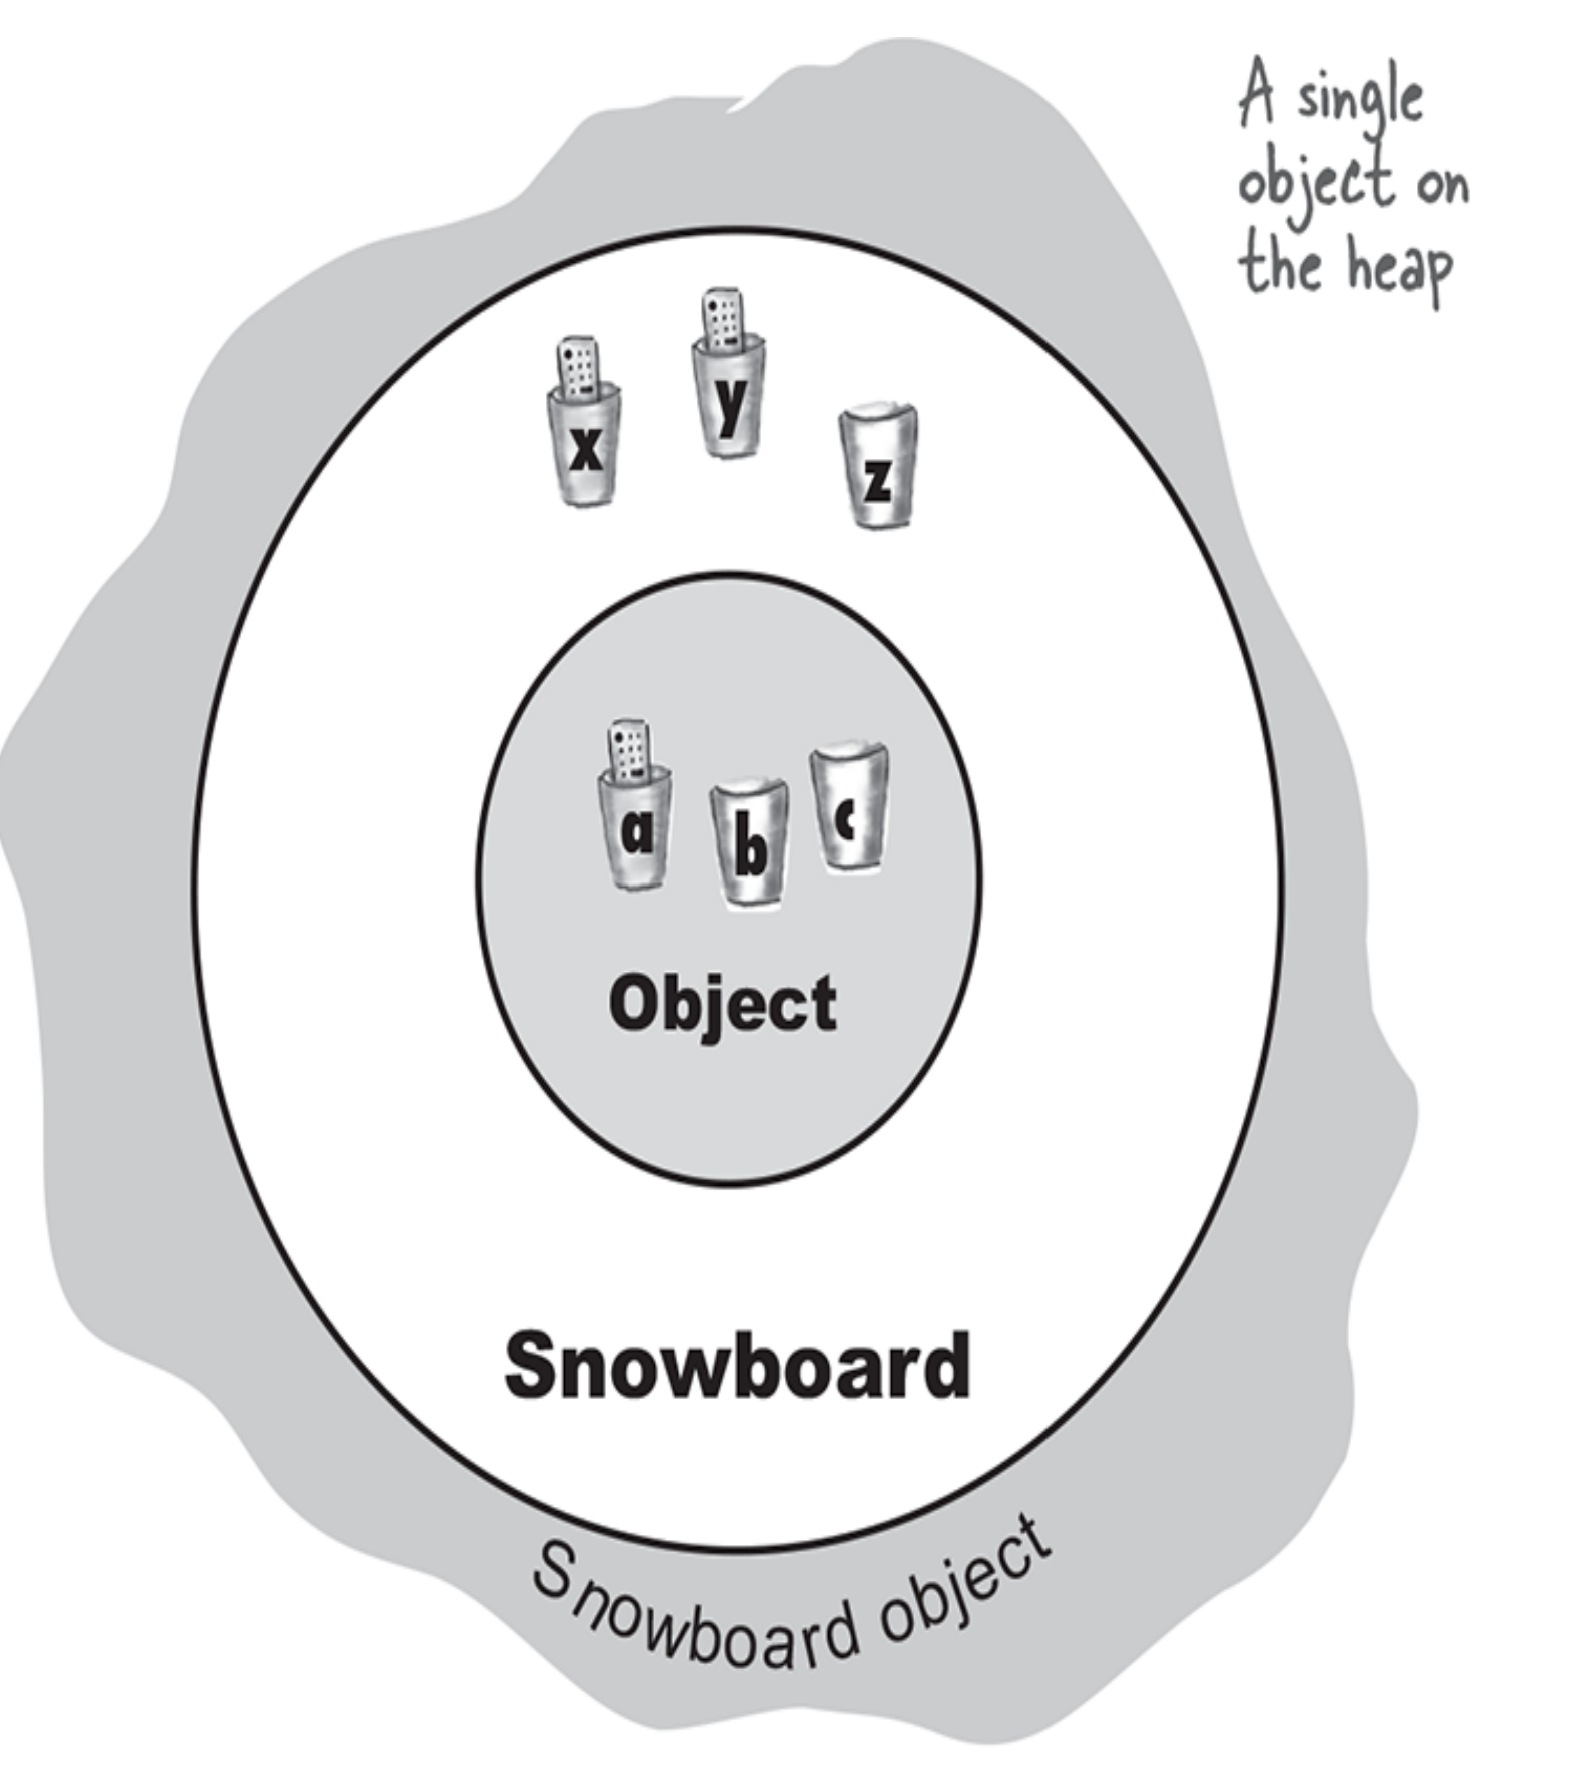 A single
object on
the heap
x
y
z
a
b
c
Object
Snowboard
Snowboard object